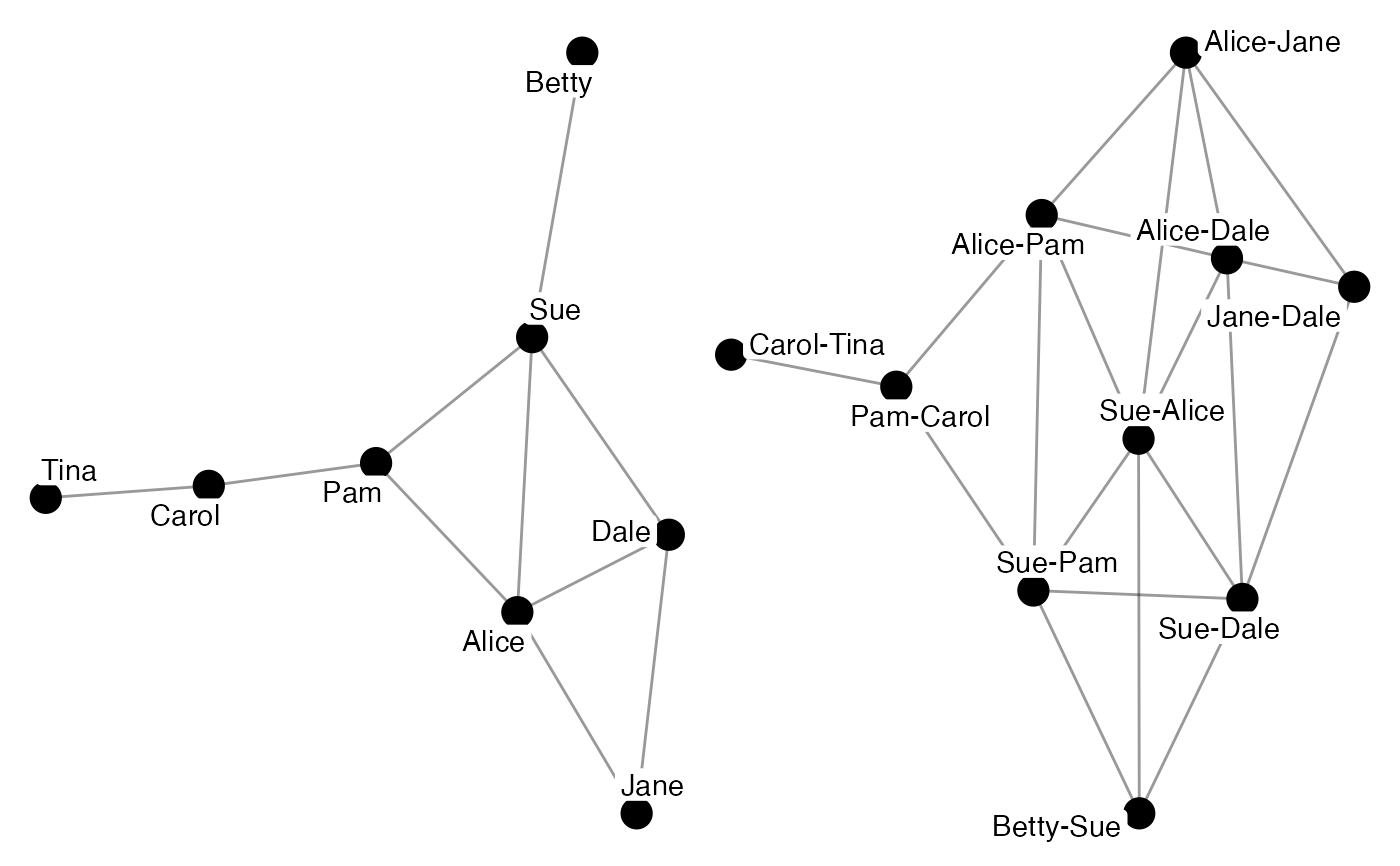 Betty
Sue
Tina
Carol
Pam
Dale
Alice
Jane
Alice-Jane
Alice-Pam
Alice-Dale
Jane-Dale
Carol-Tina
Pam-Carol
Sue-Alice
Sue-Pam
Sue-Dale
Betty-Sue